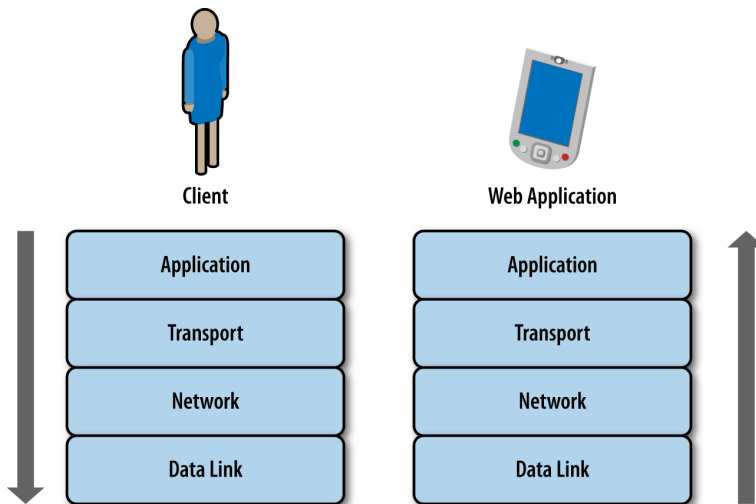 Client
Web Application
Application
Application
Transport
Transport
Network
Network
Data Link
Data Link